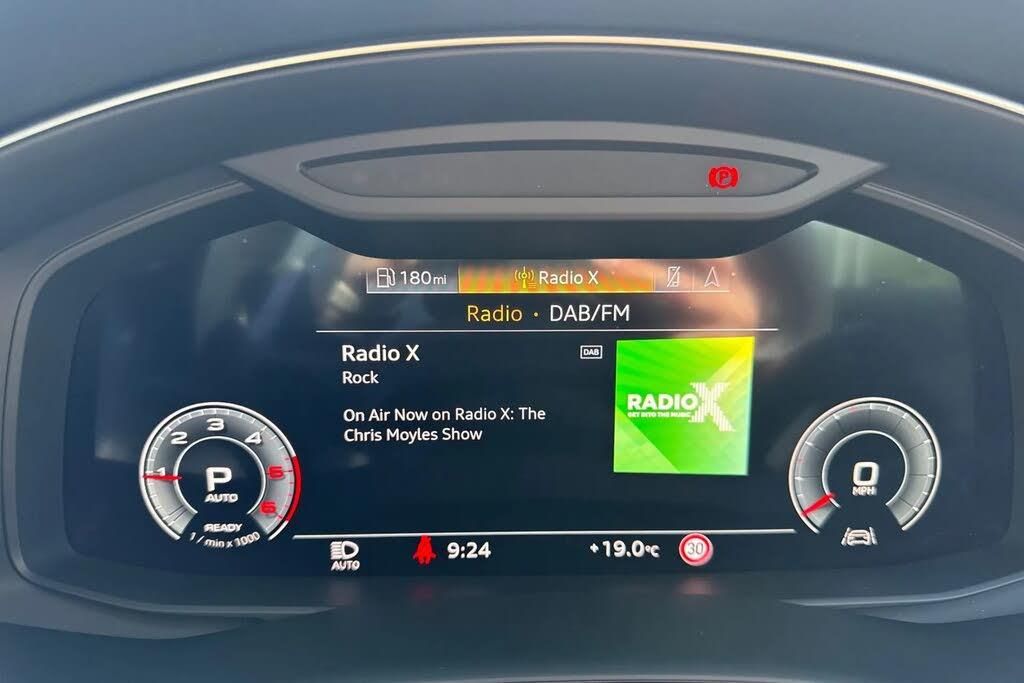 P
180mi
Radio X
Radio • DAB/FM
Radio X
DAB
Rock
On Air Now on Radio X: The
Chris Moyles Show
RADIO X
GET INTO THE MUSIC
1 2 3 4 5 6
P
AUTO
READY
1 / min x 1000
0
MPH
AUTO
9:24
+19.0°C
30